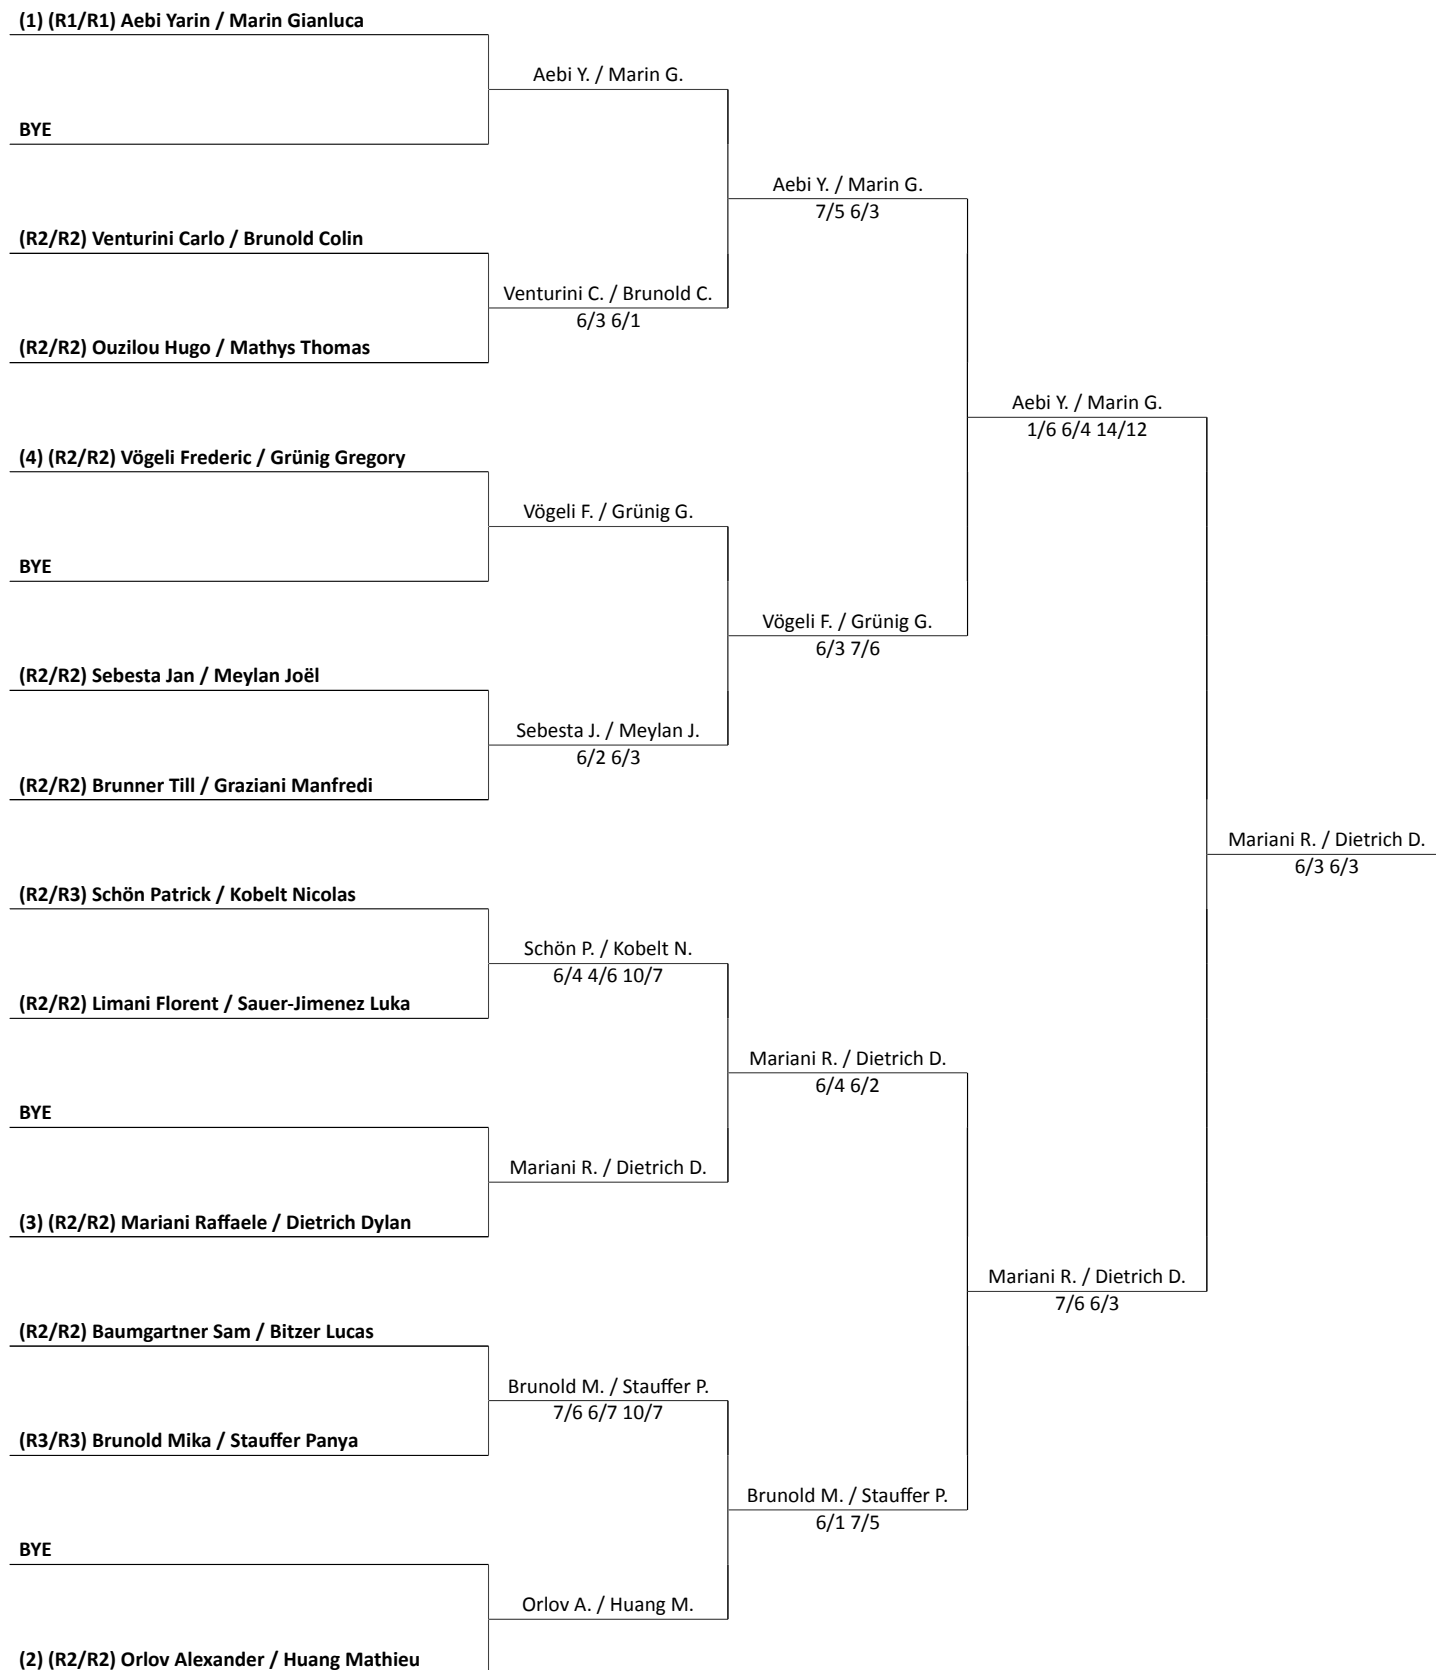 (1) (R1/R1) Aebi Yarin / Marin Gianluca
Aebi Y. / Marin G.
BYE
Aebi Y. / Marin G.
7/5 6/3
(R2/R2) Venturini Carlo / Brunold Colin
Venturini C. / Brunold C.
6/3 6/1
(R2/R2) Ouzilou Hugo / Mathys Thomas
Aebi Y. / Marin G.
1/6 6/4 14/12
(4) (R2/R2) Vögeli Frederic / Grünig Gregory
Vögeli F. / Grünig G.
BYE
Vögeli F. / Grünig G.
6/3 7/6
(R2/R2) Sebesta Jan / Meylan Joël
Sebesta J. / Meylan J.
6/2 6/3
(R2/R2) Brunner Till / Graziani Manfredi
Mariani R. / Dietrich D.
6/3 6/3
(R2/R3) Schön Patrick / Kobelt Nicolas
Schön P. / Kobelt N.
6/4 4/6 10/7
(R2/R2) Limani Florent / Sauer-Jimenez Luka
Mariani R. / Dietrich D.
6/4 6/2
BYE
Mariani R. / Dietrich D.
(3) (R2/R2) Mariani Raffaele / Dietrich Dylan
Mariani R. / Dietrich D.
7/6 6/3
(R2/R2) Baumgartner Sam / Bitzer Lucas
Brunold M. / Stauffer P.
7/6 6/7 10/7
(R3/R3) Brunold Mika / Stauffer Panya
Brunold M. / Stauffer P.
6/1 7/5
BYE
Orlov A. / Huang M.
(2) (R2/R2) Orlov Alexander / Huang Mathieu